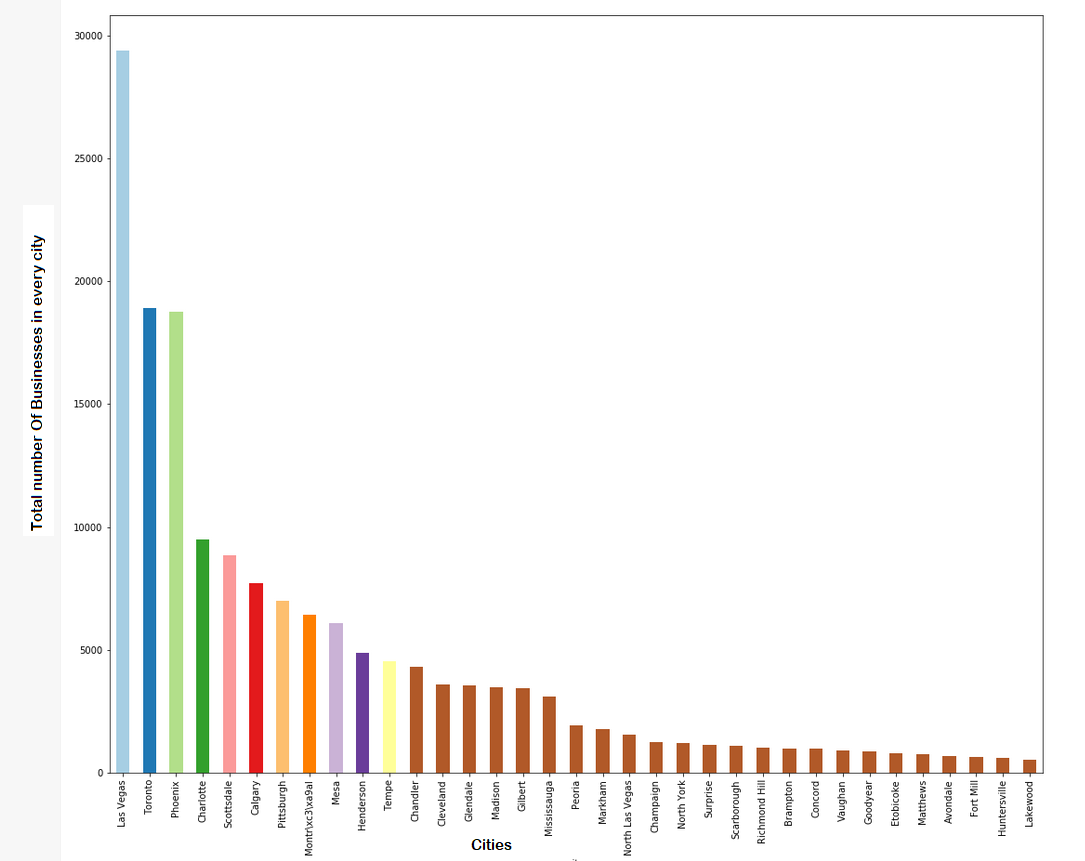 30000
25000
20000
15000
10000
5000
0
Total number Of Businesses in every city
Las Vegas
Toronto
Phoenix
Charlotte
Scottsdale
Calgary
Pittsburgh
Montr\xc3\xa9al
Mesa
Henderson
Tempe
Chandler
Cleveland
Glendale
Madison
Gilbert
Mississauga
Peoria
Markham
North Las Vegas
Champaign
North York
Surprise
Scarborough
Richmond Hill
Brampton
Concord
Vaughan
Goodyear
Etobicoke
Matthews
Avondale
Fort Mill
Huntersville
Lakewood
Cities